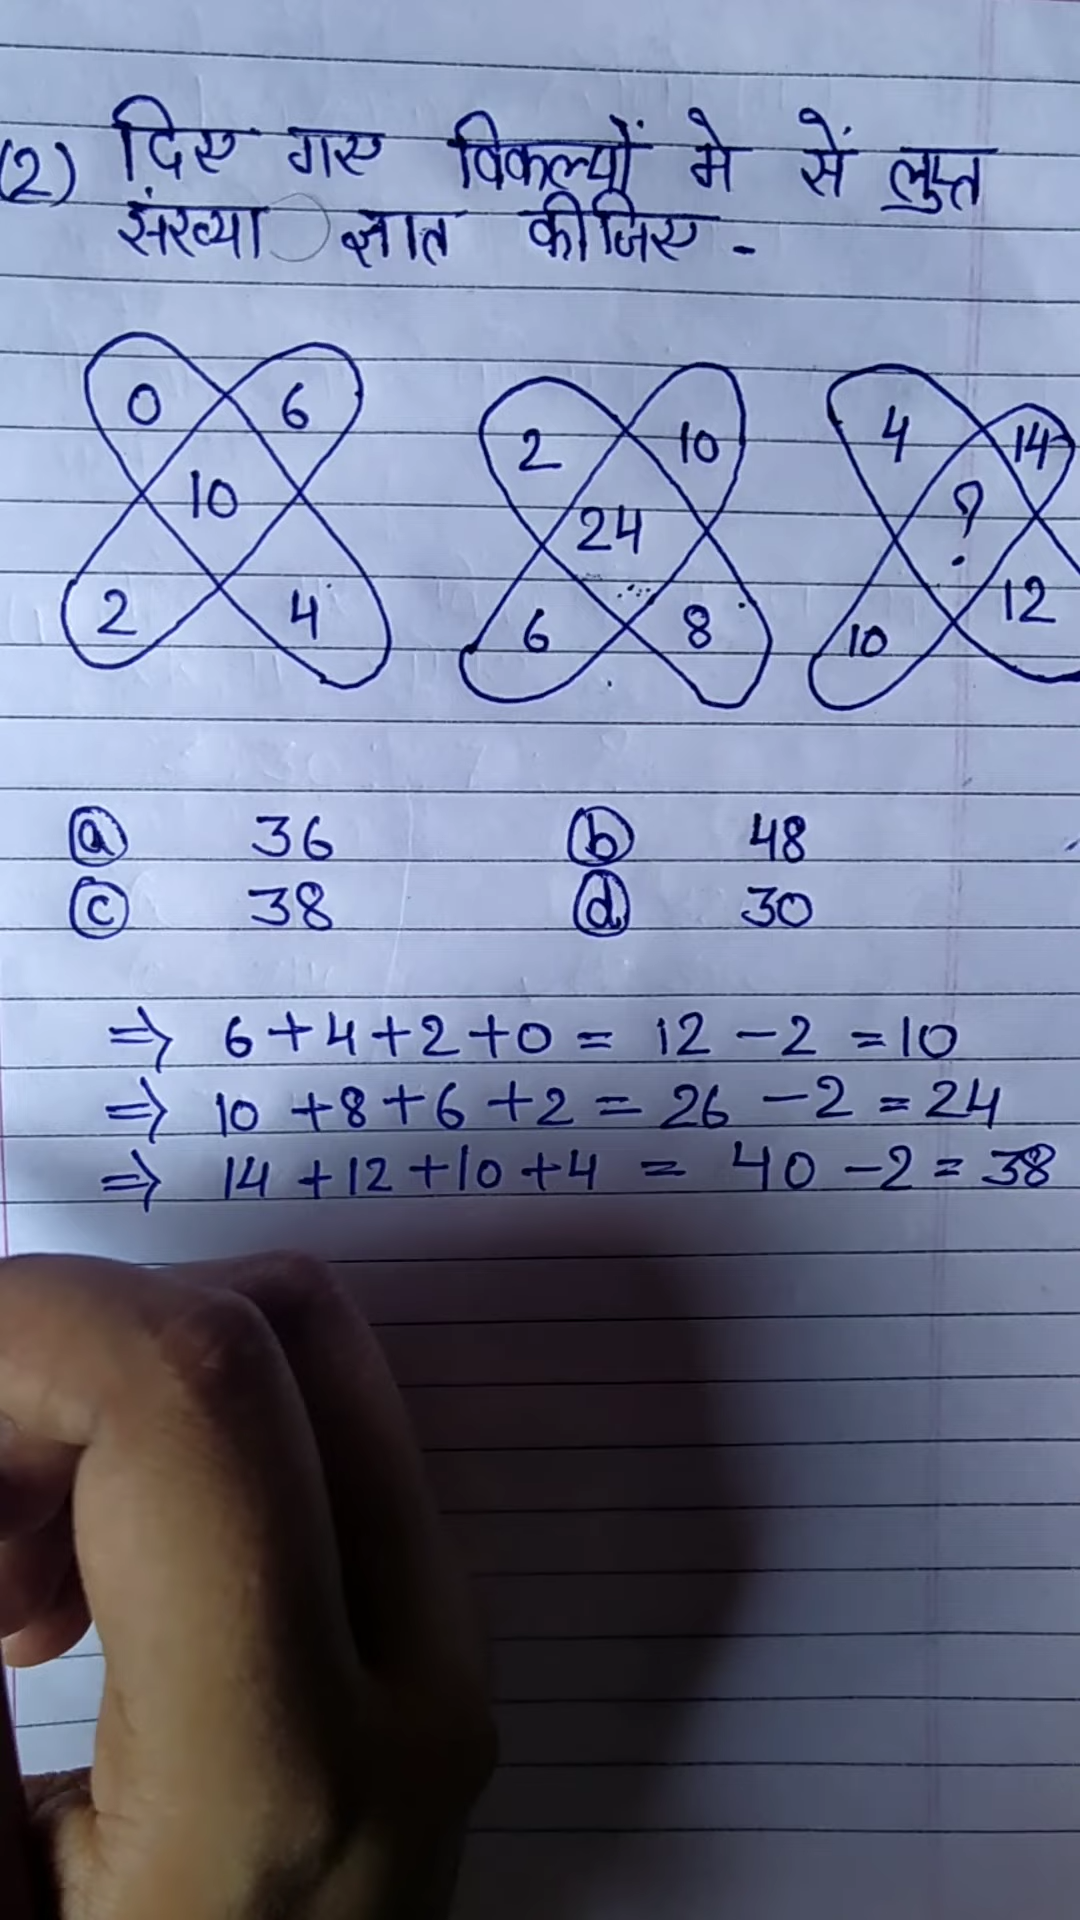 (2) दिए गए विकल्पों मे सें लुप्त
संख्या ज्ञात कीजिए -
0 6 2 10 4 14
10 24 ?
2 4 6 8 10 12
(a) 36 (b) 48
(c) 38 (d) 30
⇒ 6+4+2+0 = 12 -2 =10
⇒ 10 +8+6 +2 = 26 -2 = 24
⇒ 14 +12 +10 +4 = 40 -2 = 38